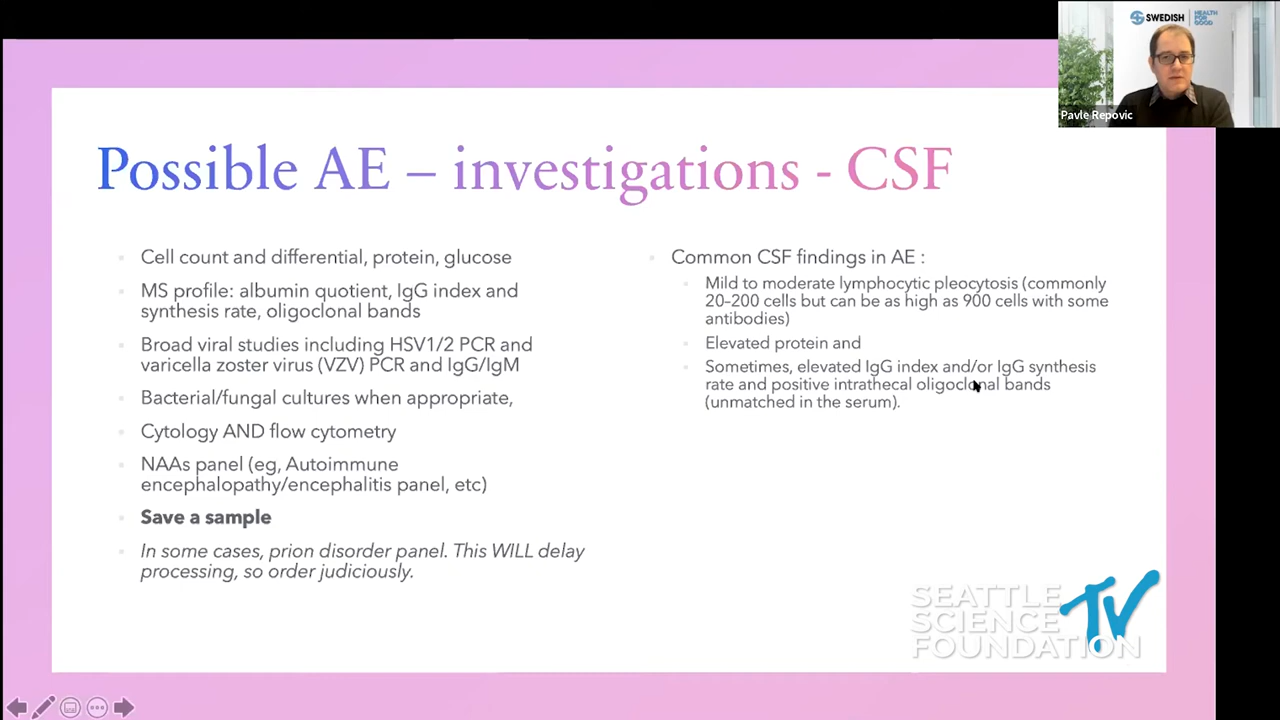 SWEDISH
HEALTH
FOR
GOOD
Pavle Repovic
Possible AE – investigations - CSF
Cell count and differential, protein, glucose
MS profile: albumin quotient, IgG index and
synthesis rate, oligoclonal bands
Broad viral studies including HSV1/2 PCR and
varicella zoster virus (VZV) PCR and IgG/IgM
Bacterial/fungal cultures when appropriate,
Cytology AND flow cytometry
NAAs panel (eg, Autoimmune
encephalopathy/encephalitis panel, etc)
Save a sample
In some cases, prion disorder panel. This WILL delay
processing, so order judiciously.
Common CSF findings in AE :
Mild to moderate lymphocytic pleocytosis (commonly
20–200 cells but can be as high as 900 cells with some
antibodies)
Elevated protein and
Sometimes, elevated IgG index and/or IgG synthesis
rate and positive intrathecal oligoclonal bands
(unmatched in the serum).
SEATTLE
SCIENCE
FOUNDATION
TV